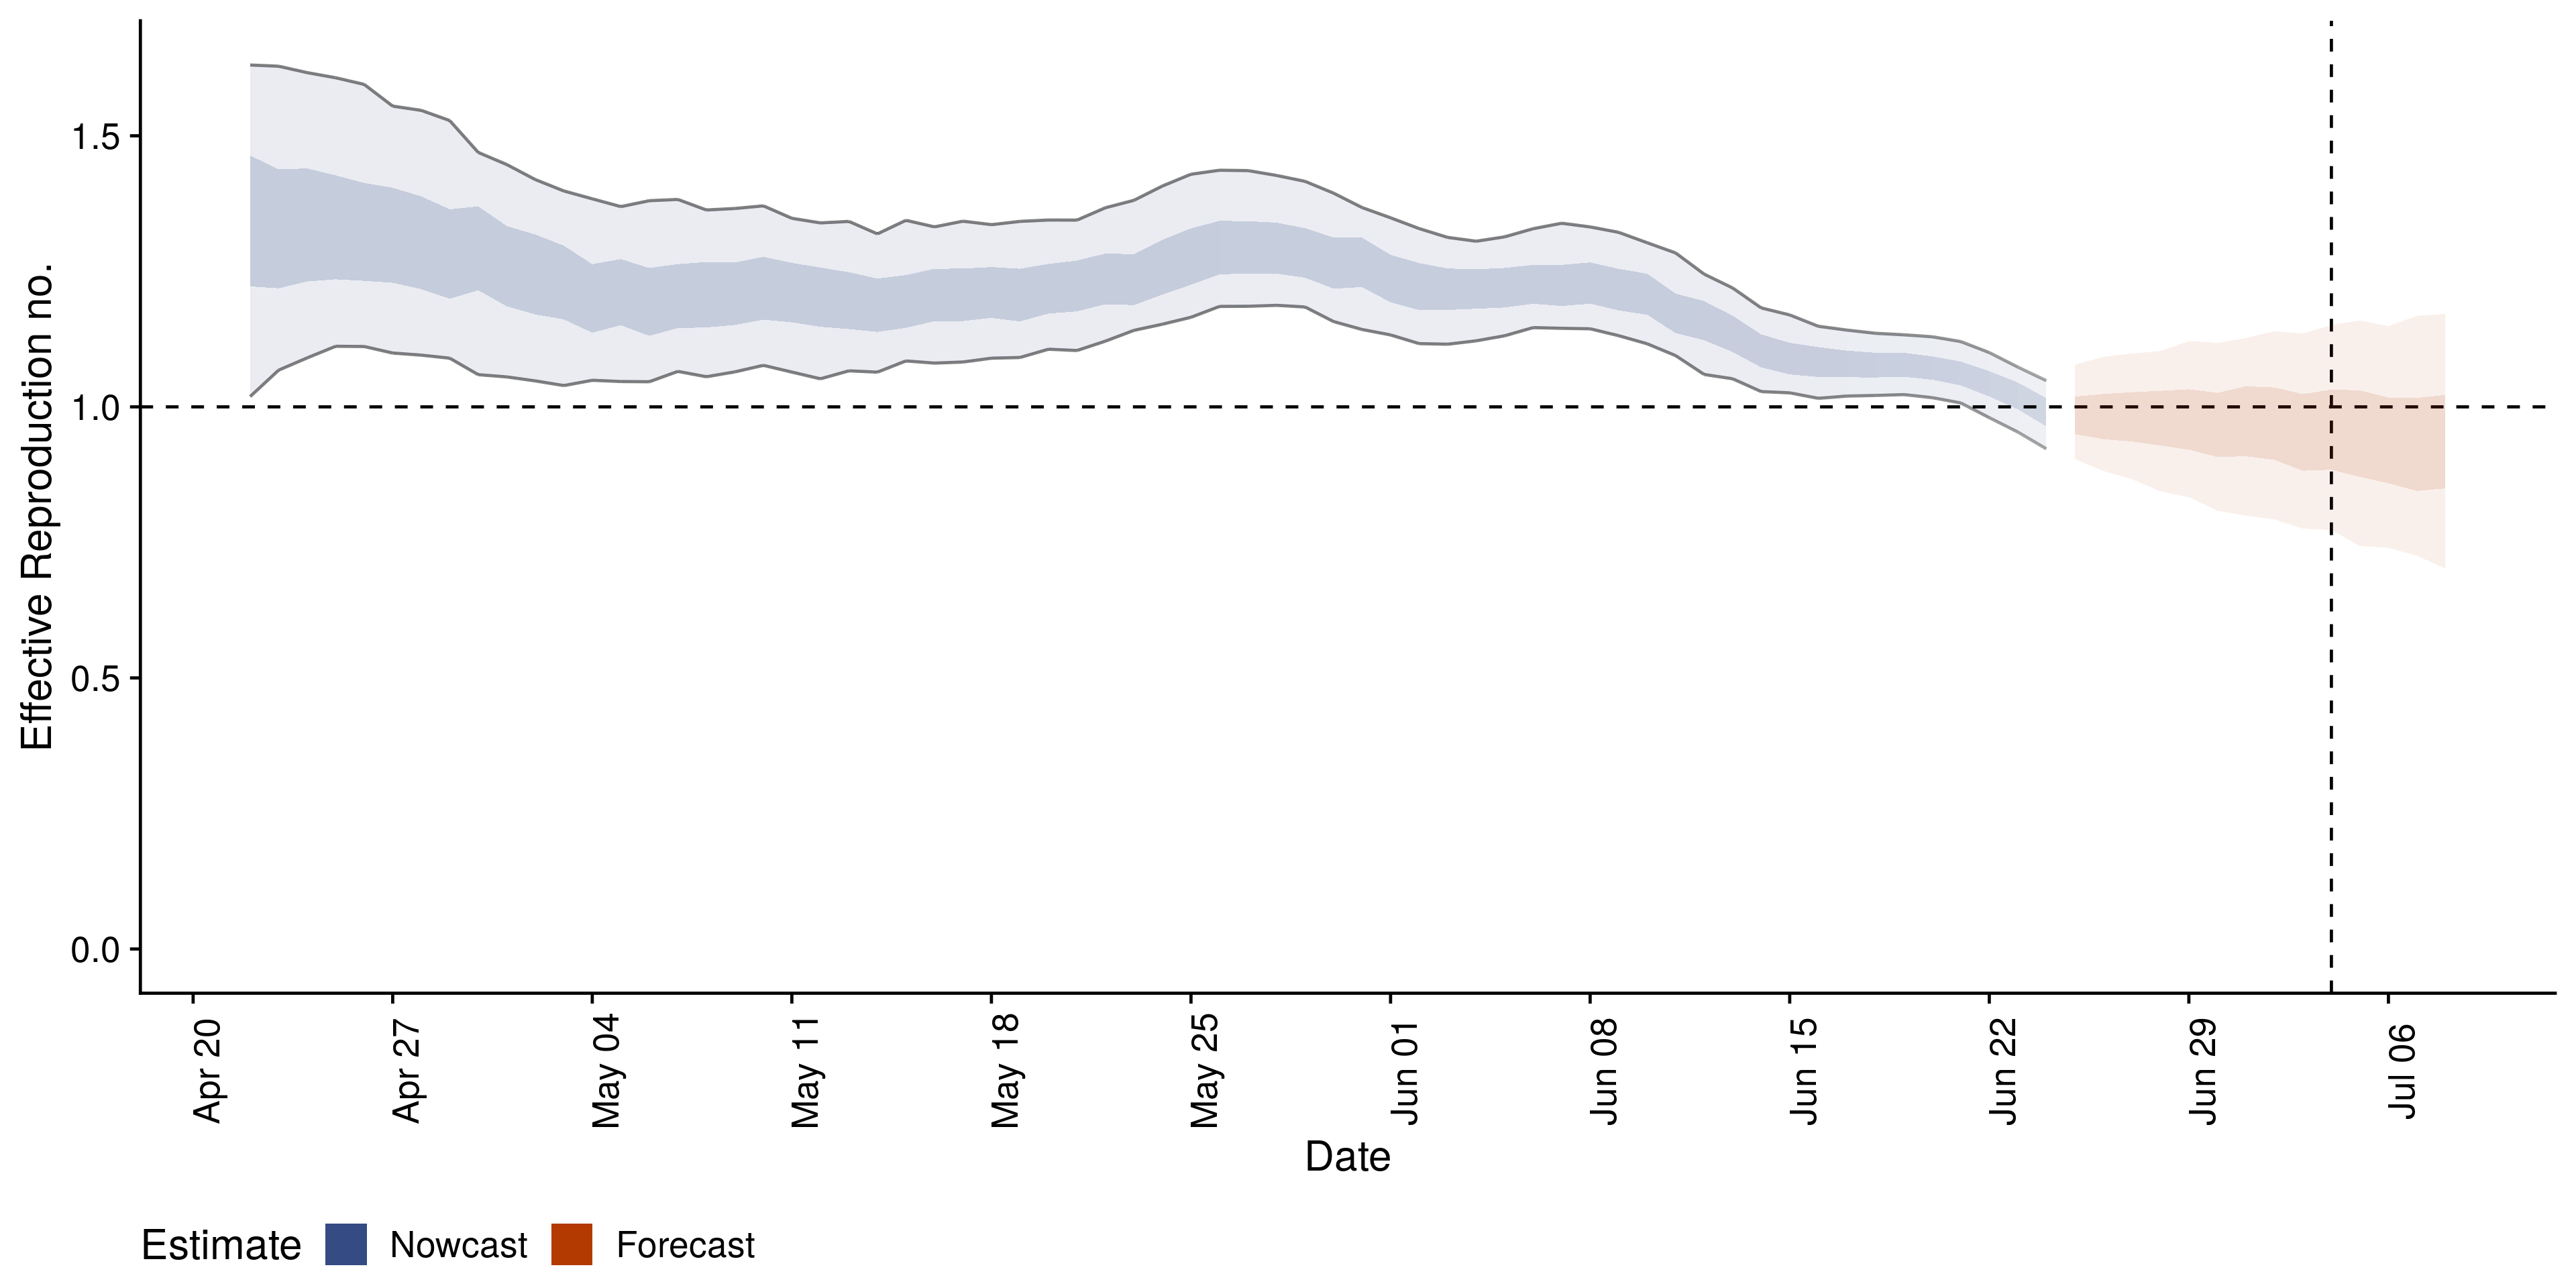 Effective Reproduction no.
1.5
1.0
0.5
0.0
Apr 20
Apr 27
May 04
May 11
May 18
May 25
Jun 01
Jun 08
Jun 15
Jun 22
Jun 29
Jul 06
Date
Estimate Nowcast Forecast